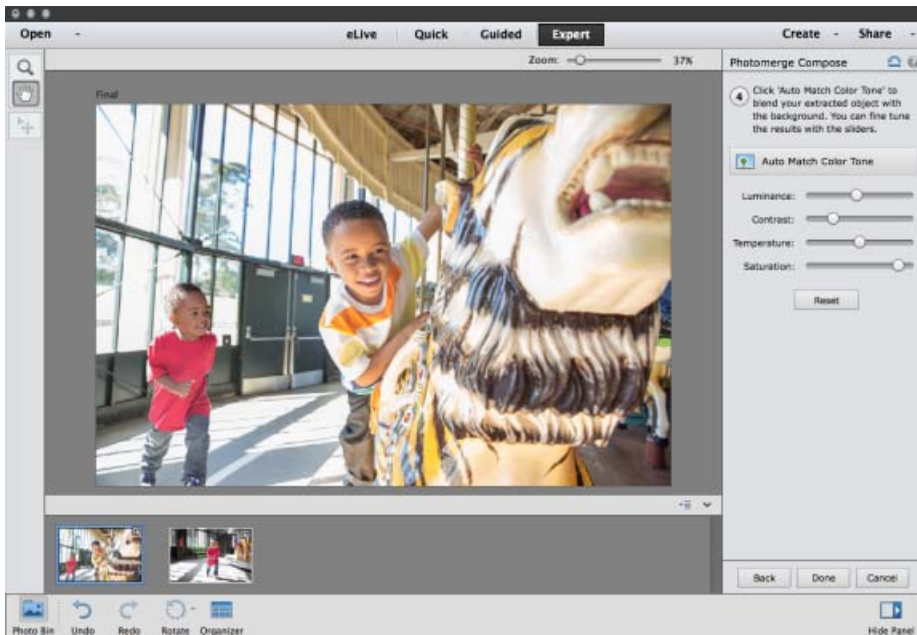 Open
eLive Quick Guided Expert
Create Share
Zoom: 37%
Photomerge Compose
Final
4 Click 'Auto Match Color Tone' to
blend your extracted object with
the background. You can fine tune
the results with the sliders.
Auto Match Color Tone
Luminance:
Contrast:
Temperature:
Saturation:
Reset
Back Done Cancel
Photo Bin Undo Redo Rotate Organizer
Hide Panel